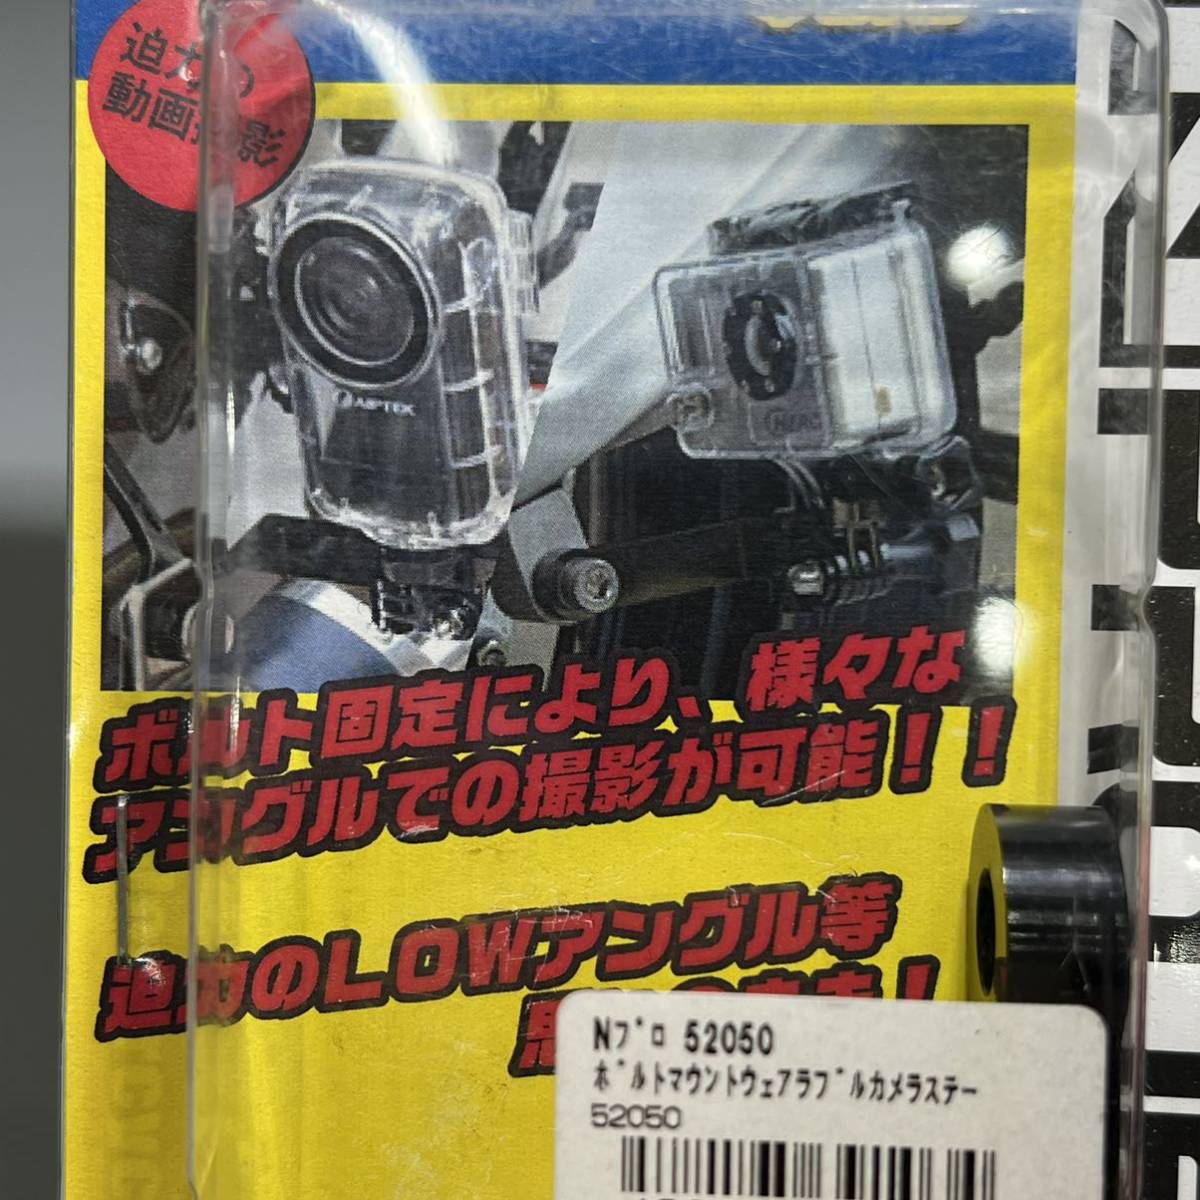 迫力の
動画撮影
AIPTEK
HERO
ボルト固定により、様々な
アングルでの撮影が可能！！
迫力のLOWアングル等
Nプロ 52050
ボルトマウントウェアラブルカメラステー
52050